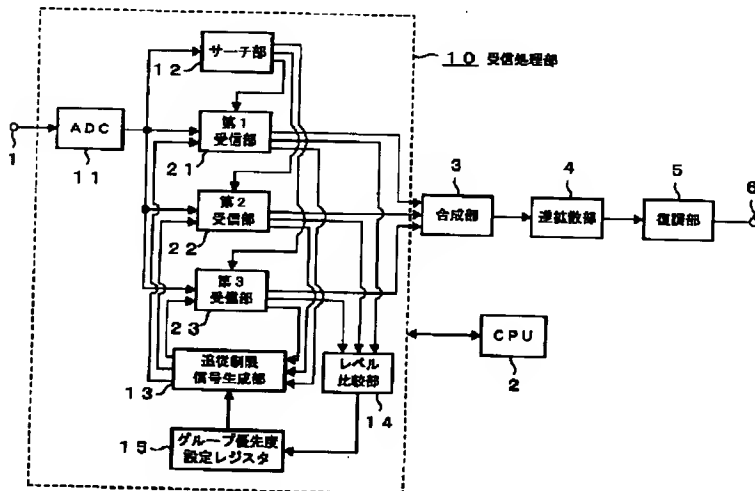 サーチ部
12
10 受信処理部
ADC
11
1
第1
受信部
21
第2
受信部
22
第3
受信部
23
追従制限
信号生成部
13
レベル
比較部
14
グループ優先度
設定レジスタ
15
3
合成部
4
逆拡散部
5
復調部
6
CPU
2